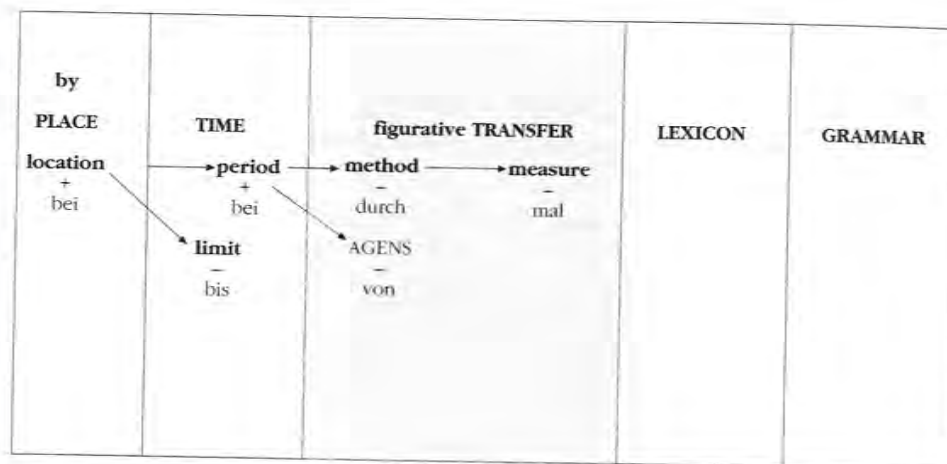 by
PLACE TIME figurative TRANSFER LEXICON GRAMMAR
location period method measure
+ + – –
bei bei durch mal
limit AGENS
– –
bis von